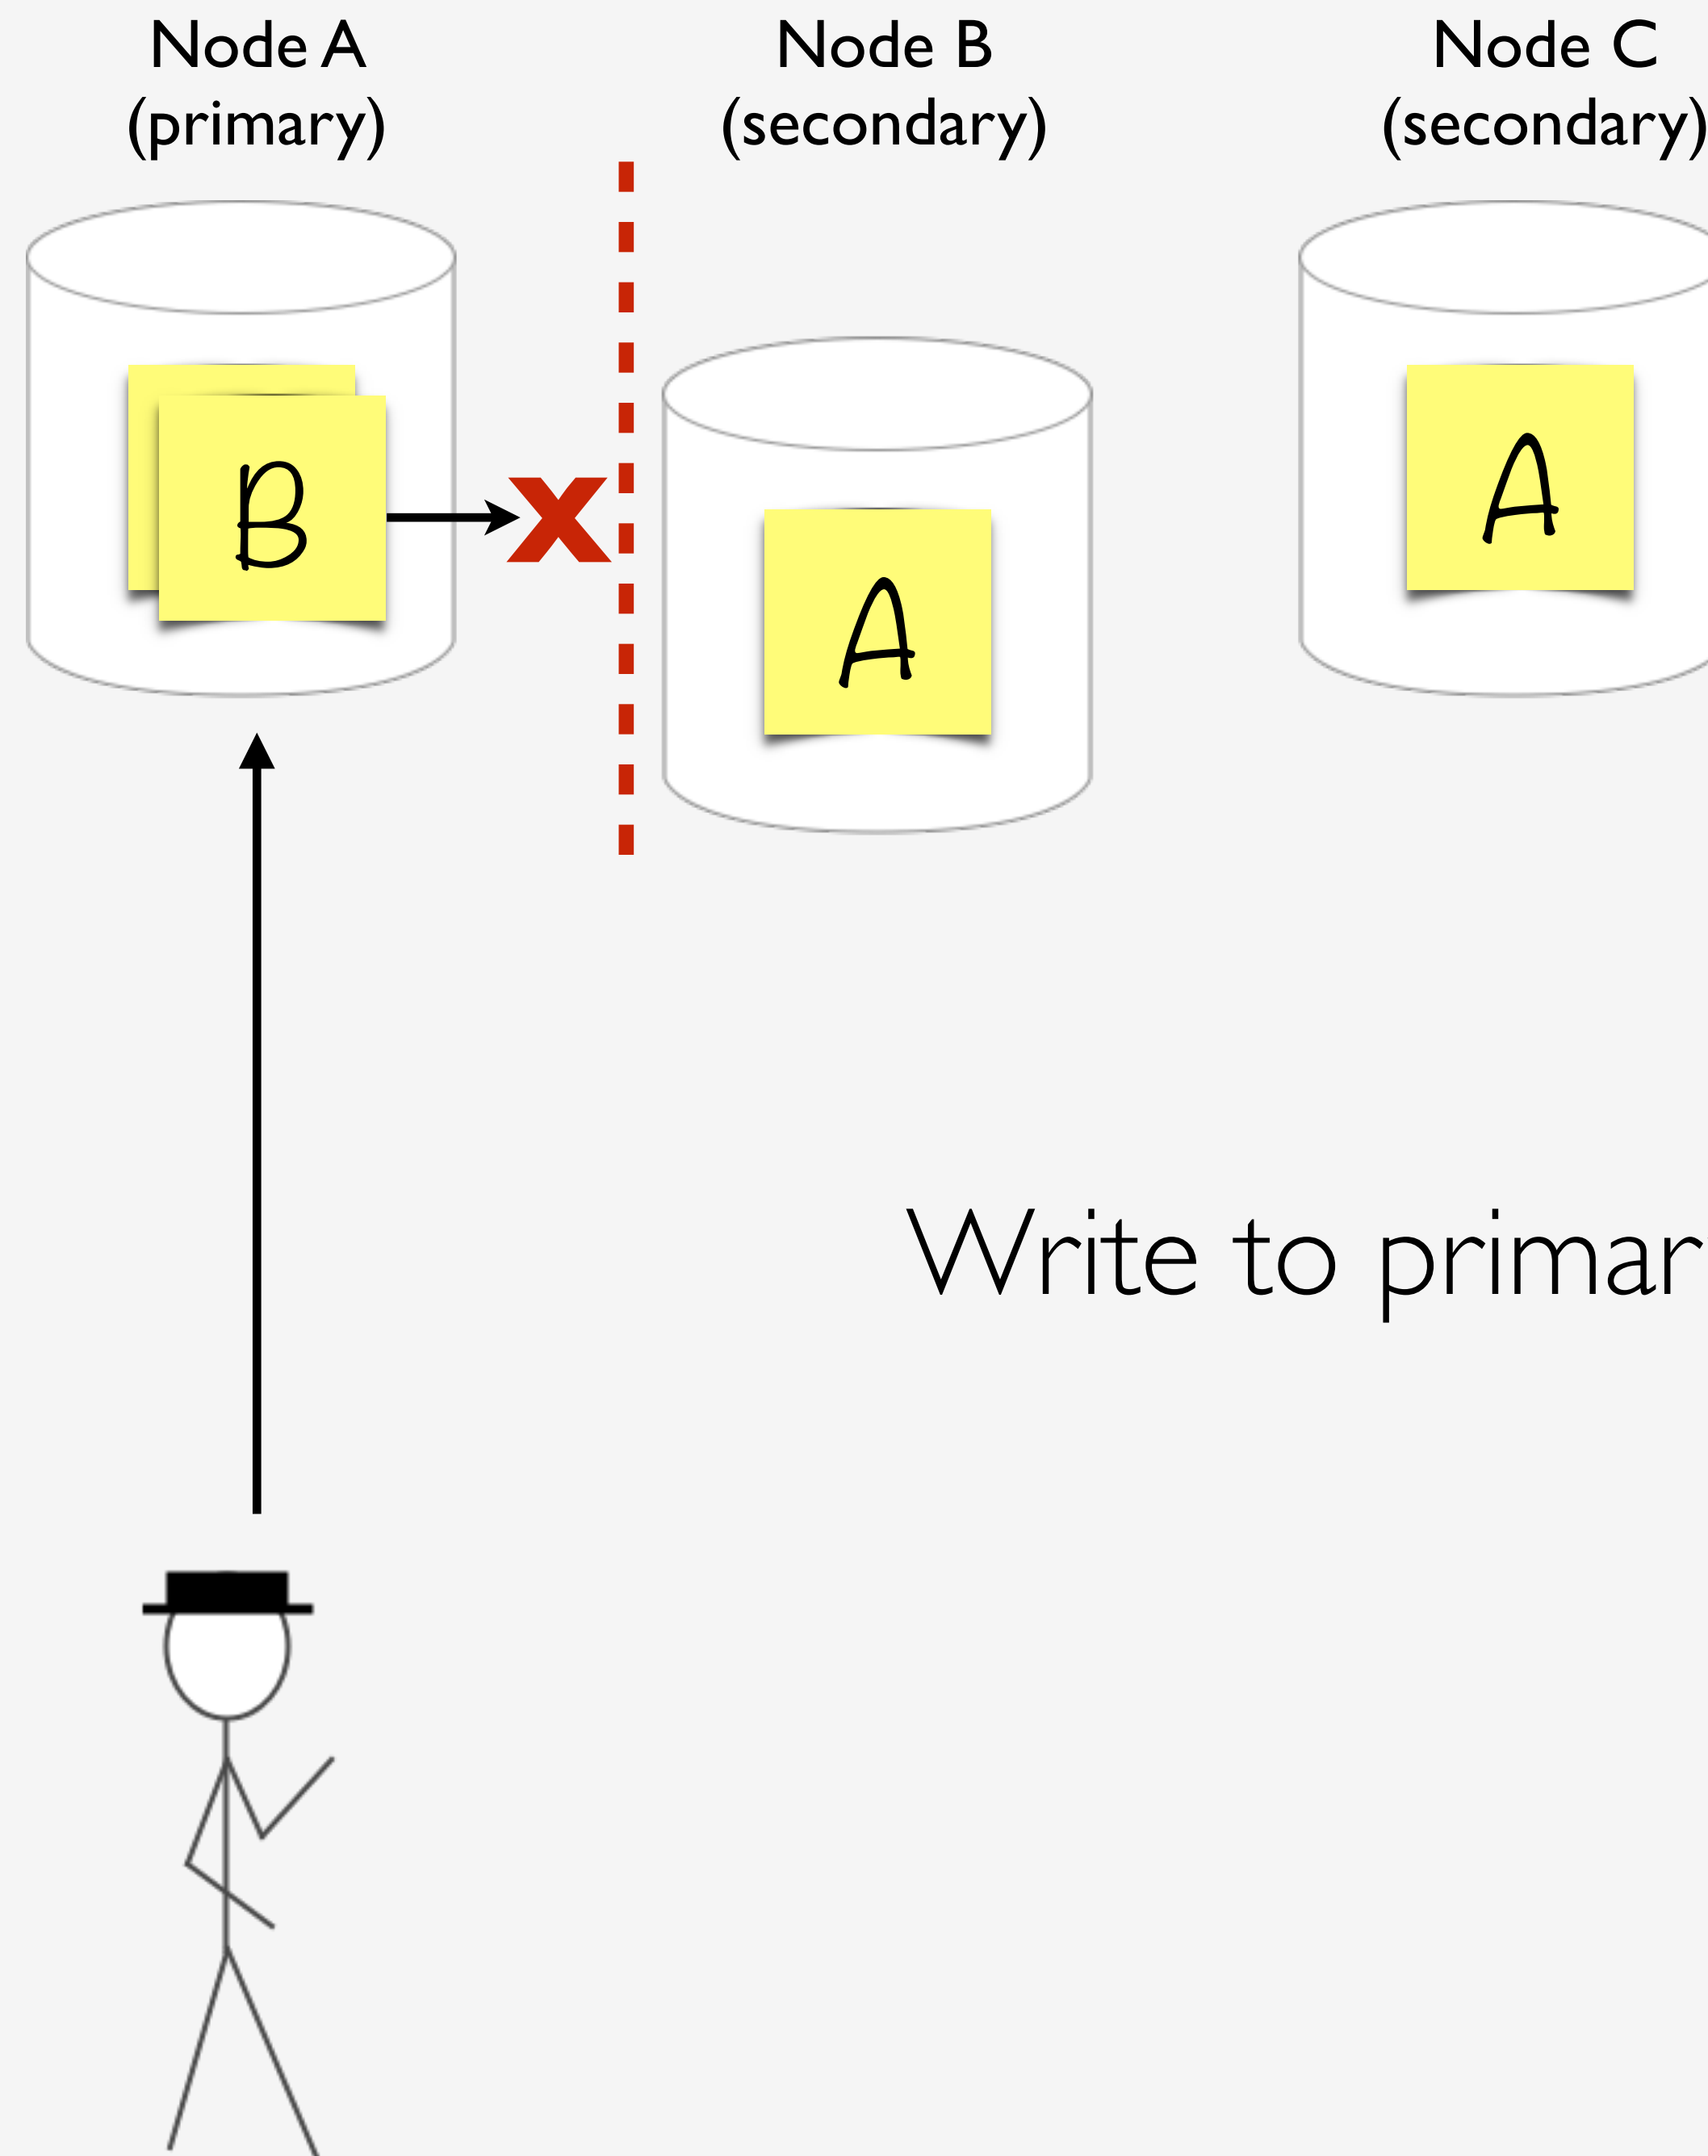 Node A
(primary)
Node B
(secondary)
Node C
(secondary)
B
x
A
A
Write to primar